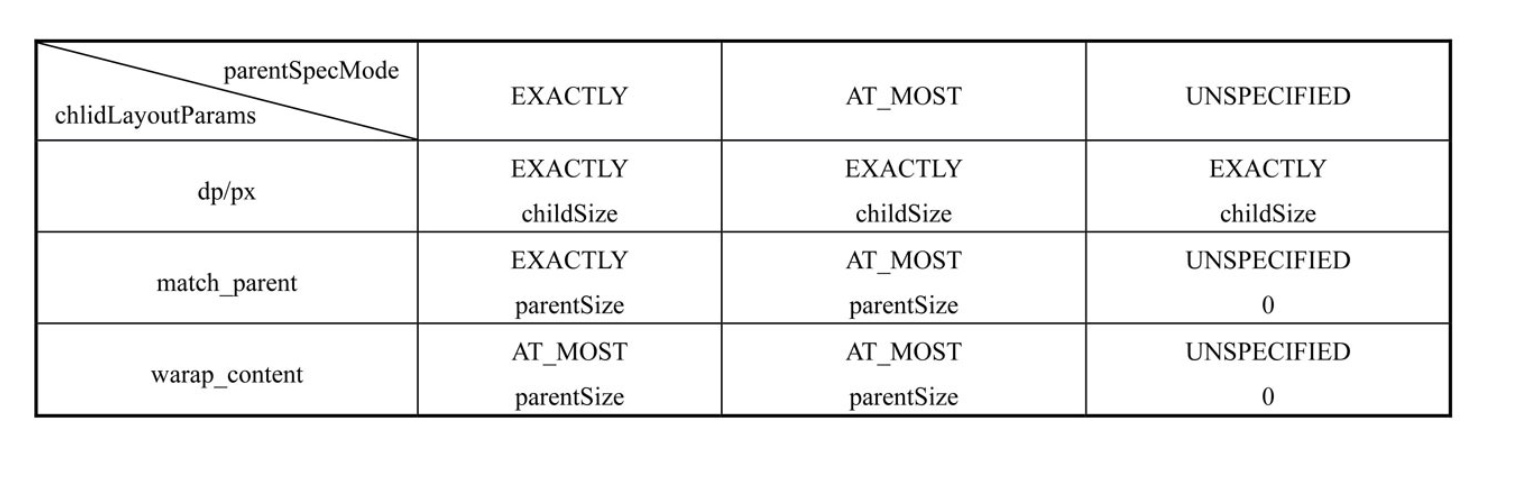 parentSpecMode
chlidLayoutParams
EXACTLY
AT_MOST
UNSPECIFIED
dp/px
EXACTLY
childSize
EXACTLY
childSize
EXACTLY
childSize
match_parent
EXACTLY
parentSize
AT_MOST
parentSize
UNSPECIFIED
0
warap_content
AT_MOST
parentSize
AT_MOST
parentSize
UNSPECIFIED
0